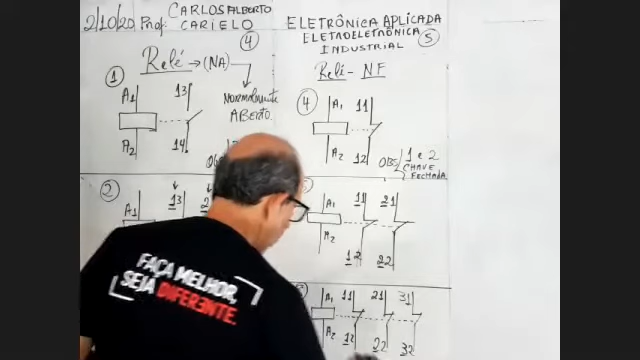 2/10/20 Prof. CARLOS ALBERTO
CARIELO
ELETRÔNICA APLICADA
ELETROELETRÔNICA
INDUSTRIAL
4
5
Relé → (NA)
NORMALMENTE
ABERTO.
1
A1
13
A2
14
2
A1
13
Relé - NF
4
A1
11
A2
12
OBS
1 e 2
CHAVE
FECHADA
A1
11
21
A2
12
22
A1
11
21
31
A2
12
22
32
FAÇA MELHOR,
SEJA DIFER3NTE.